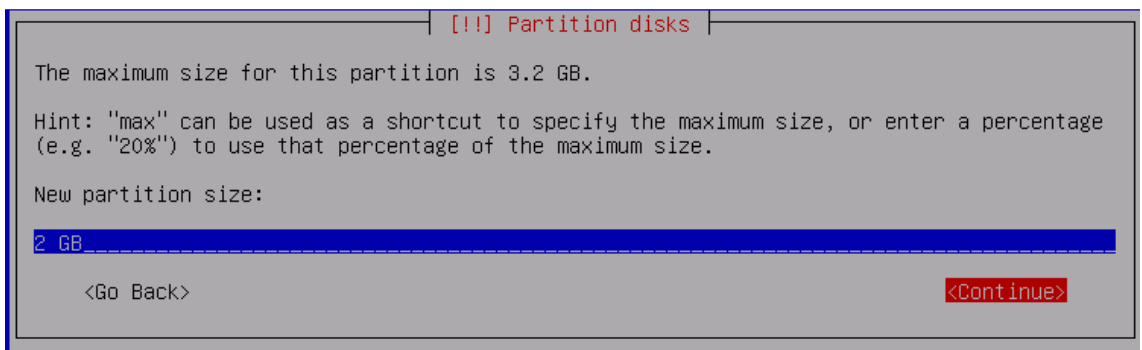 [!!] Partition disks
The maximum size for this partition is 3.2 GB.
Hint: "max" can be used as a shortcut to specify the maximum size, or enter a percentage
(e.g. "20%") to use that percentage of the maximum size.
New partition size:
2 GB
<Go Back> <Continue>